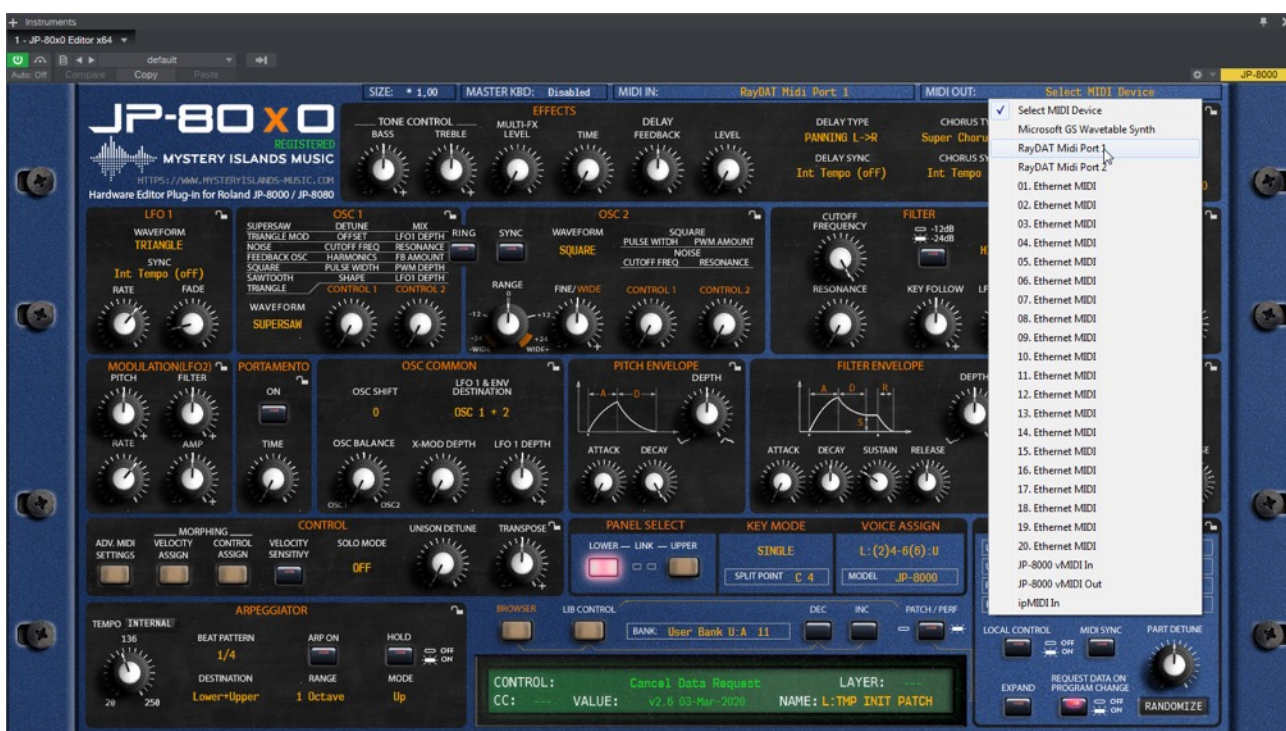 Instruments
1 - JP-80x0 Editor x64
default
Auto: Off Compare Copy Paste
JP-8000
SIZE: * 1,00 MASTER KBD: Disabled MIDI IN: RayDAT Midi Port 1 MIDI OUT: Select MIDI Device
JP-80x0
REGISTERED
MYSTERY ISLANDS MUSIC
HTTPS://WWW.MYSTERYISLANDS-MUSIC.COM
Hardware Editor Plug-In for Roland JP-8000 / JP-8080
EFFECTS
TONE CONTROL
BASS TREBLE
MULTI-FX
LEVEL
TIME
DELAY
FEEDBACK LEVEL
DELAY TYPE
PANNING L->R
DELAY SYNC
Int Tempo (off)
Super
Int Tempo
Select MIDI Device
Microsoft GS Wavetable Synth
RayDAT Midi Port 1
RayDAT Midi Port 2
01. Ethernet MIDI
02. Ethernet MIDI
03. Ethernet MIDI
04. Ethernet MIDI
05. Ethernet MIDI
06. Ethernet MIDI
07. Ethernet MIDI
08. Ethernet MIDI
09. Ethernet MIDI
10. Ethernet MIDI
11. Ethernet MIDI
12. Ethernet MIDI
13. Ethernet MIDI
14. Ethernet MIDI
15. Ethernet MIDI
16. Ethernet MIDI
17. Ethernet MIDI
18. Ethernet MIDI
19. Ethernet MIDI
20. Ethernet MIDI
JP-8000 vMIDI In
JP-8000 vMIDI Out
ipMIDI In
LFO 1
WAVEFORM
TRIANGLE
SYNC
Int Tempo (off)
RATE FADE
OSC 1
SUPERSAW DETUNE MIX
TRIANGLE MOD OFFSET LFO1 DEPTH
NOISE CUTOFF FREQ RESONANCE
FEEDBACK OSC HARMONICS FB AMOUNT
SQUARE PULSE WIDTH PWM DEPTH
SAWTOOTH SHAPE LFO1 DEPTH
TRIANGLE CONTROL 1 CONTROL 2
WAVEFORM
SUPERSAW
OSC 2
RING SYNC
WAVEFORM
SQUARE
SQUARE
PULSE WITDH PWM AMOUNT
NOISE
CUTOFF FREQ RESONANCE
RANGE FINE/WIDE CONTROL 1 CONTROL 2
0
-12 +12
-24 +24
-WIDE WIDE+
FILTER
CUTOFF
FREQUENCY
-12dB
-24dB
RESONANCE KEY FOLLOW
MODULATION(LFO2)
PITCH FILTER
RATE AMP
PORTAMENTO
ON
TIME
OSC COMMON
OSC SHIFT
0
LFO 1 & ENV
DESTINATION
OSC 1 + 2
OSC BALANCE X-MOD DEPTH LFO 1 DEPTH
OSC1 OSC2
PITCH ENVELOPE
DEPTH
A D
ATTACK DECAY
FILTER ENVELOPE
A D R
S
ATTACK DECAY SUSTAIN RELEASE
CONTROL
MORPHING
ADV. MIDI
SETTINGS
VELOCITY
ASSIGN
CONTROL
ASSIGN
VELOCITY
SENSITIVY
SOLO MODE
OFF
UNISON DETUNE TRANSPOSE
PANEL SELECT
LOWER — LINK — UPPER
KEY MODE
SINGLE
SPLIT POINT C 4
VOICE ASSIGN
L:(2)4-6(6):U
MODEL JP-8000
ARPEGGIATOR
TEMPO INTERNAL
136
20 250
BEAT PATTERN
1/4
DESTINATION
Lower+Upper
ARP ON
RANGE
1 Octave
HOLD
OFF
ON
MODE
Up
BROWSER LIB CONTROL DEC INC PATCH / PERF
BANK: User Bank U:A 11
CONTROL: Cancel Data Request LAYER: ---
CC: --- VALUE: v2.6 03-Mar-2020 NAME: L:TMP INIT PATCH
LOCAL CONTROL
OFF
ON
MIDI SYNC
PART DETUNE
EXPAND
REQUEST DATA ON
PROGRAM CHANGE
OFF
ON
RANDOMIZE